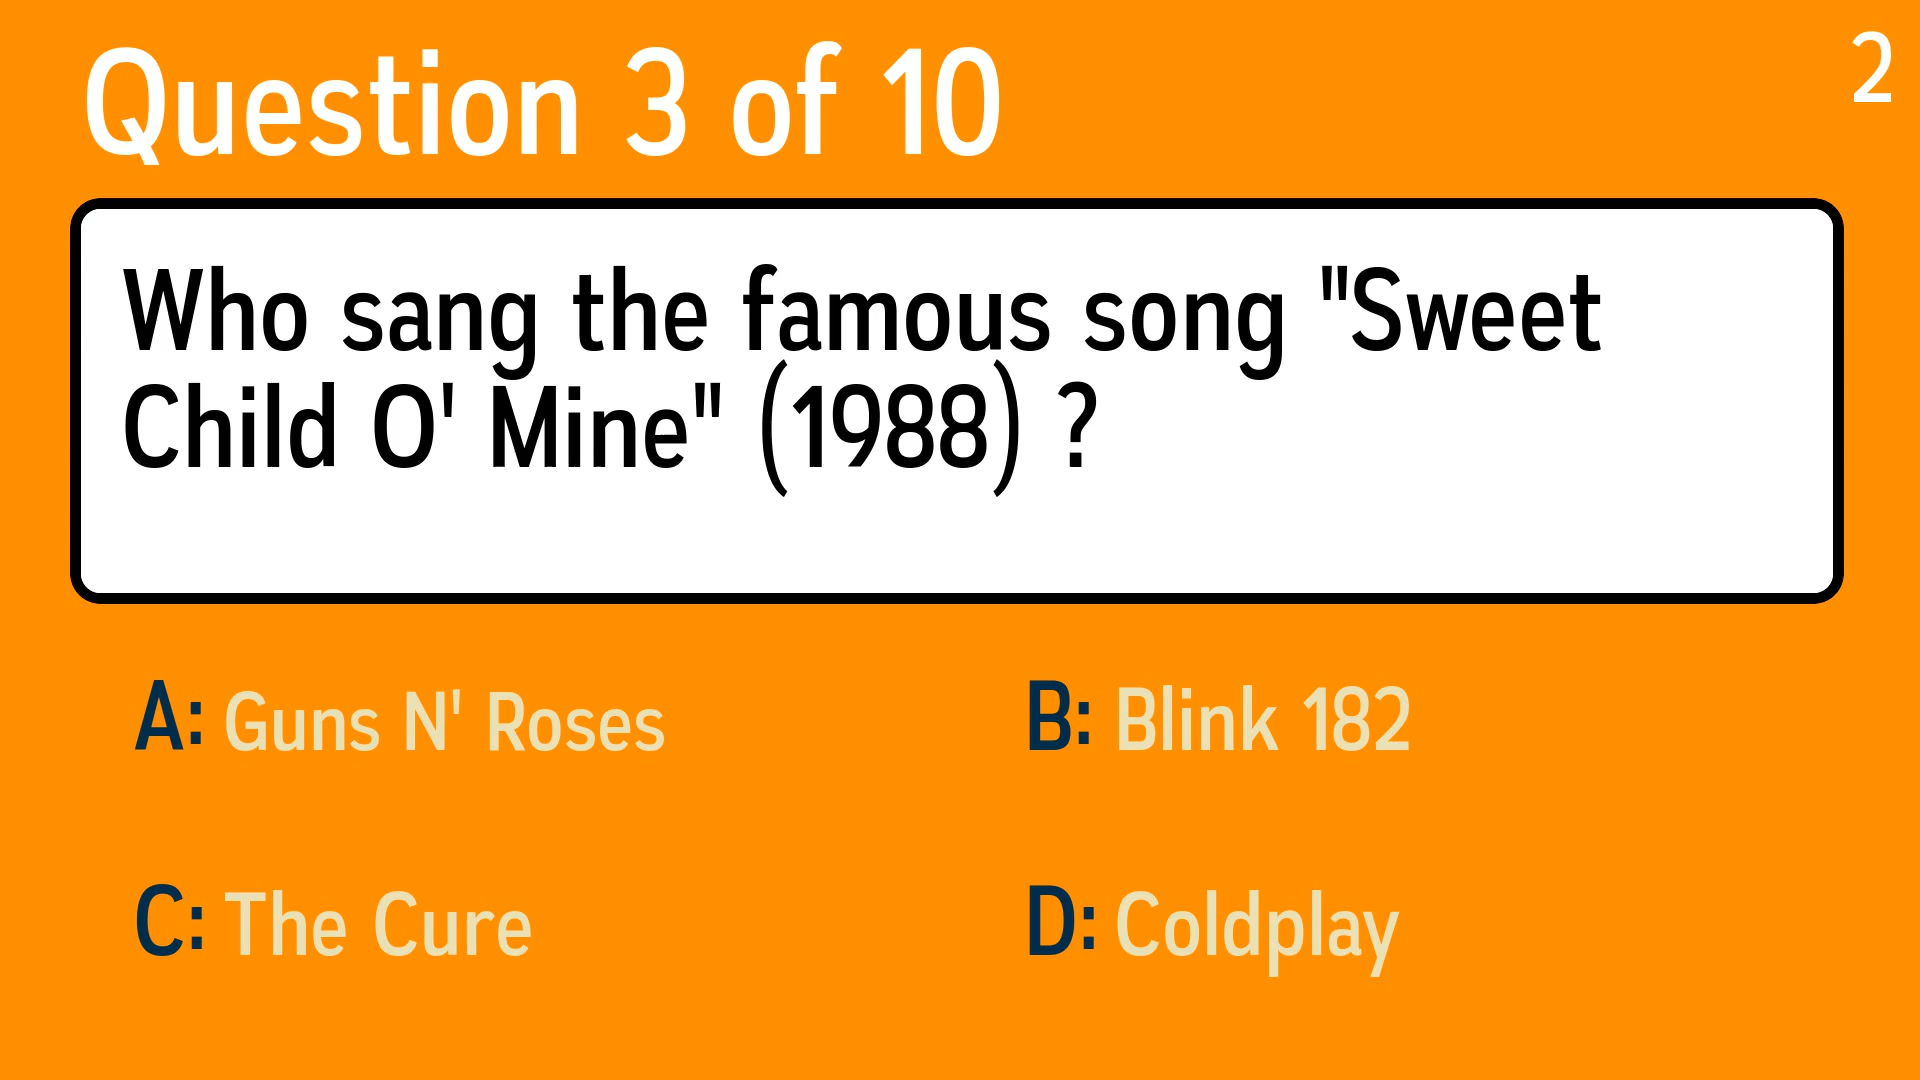 Question 3 of 10
2
Who sang the famous song "Sweet
Child O' Mine" (1988) ?
A: Guns N' Roses
B: Blink 182
C: The Cure
D: Coldplay